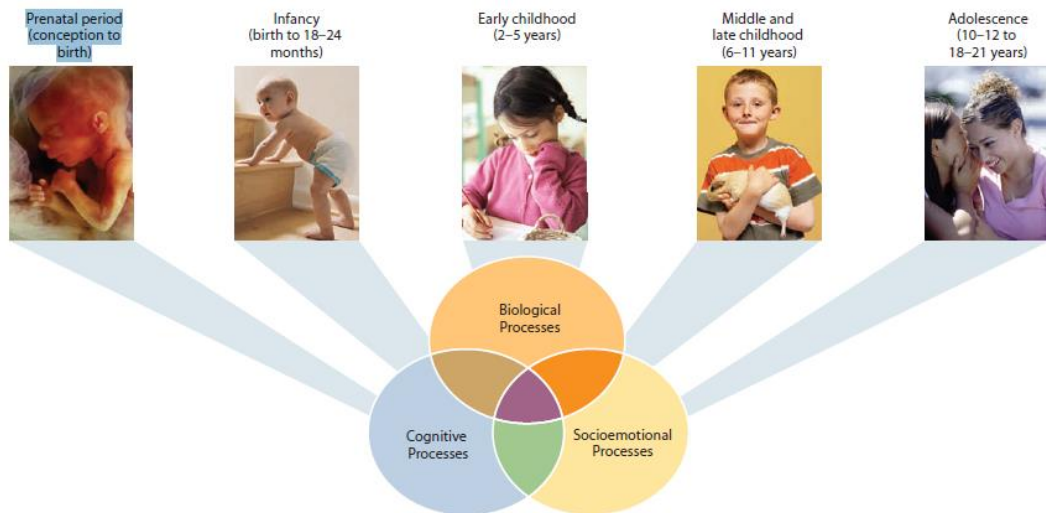 Prenatal period
(conception to
birth)
Infancy
(birth to 18–24
months)
Early childhood
(2–5 years)
Middle and
late childhood
(6–11 years)
Adolescence
(10–12 to
18–21 years)
Biological
Processes
Cognitive
Processes
Socioemotional
Processes